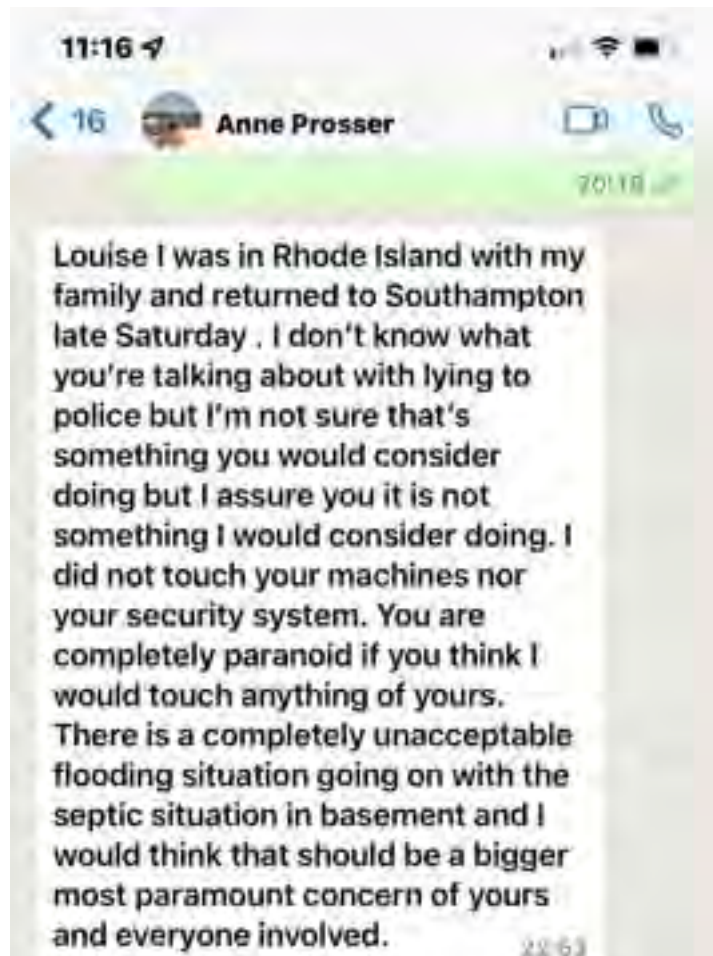 11:16
16 Anne Prosser
20:18
Louise I was in Rhode Island with my
family and returned to Southampton
late Saturday . I don't know what
you're talking about with lying to
police but I'm not sure that's
something you would consider
doing but I assure you it is not
something I would consider doing. I
did not touch your machines nor
your security system. You are
completely paranoid if you think I
would touch anything of yours.
There is a completely unacceptable
flooding situation going on with the
septic situation in basement and I
would think that should be a bigger
most paramount concern of yours
and everyone involved.